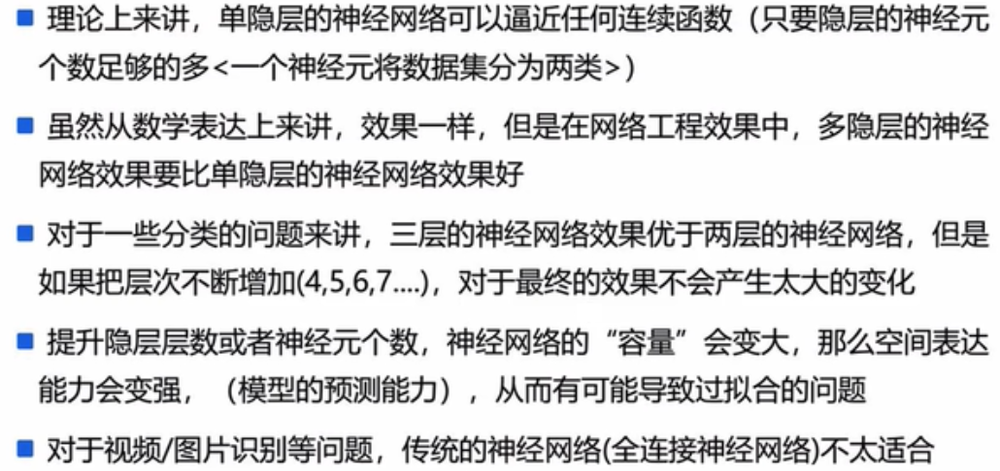 ■ 理论上来讲，单隐层的神经网络可以逼近任何连续函数（只要隐层的神经元
个数足够的多<一个神经元将数据集分为两类>）
■ 虽然从数学表达上来讲，效果一样，但是在网络工程效果中，多隐层的神经
网络效果要比单隐层的神经网络效果好
■ 对于一些分类的问题来讲，三层的神经网络效果优于两层的神经网络，但是
如果把层次不断增加(4,5,6,7....)，对于最终的效果不会产生太大的变化
■ 提升隐层层数或者神经元个数，神经网络的“容量”会变大，那么空间表达
能力会变强，（模型的预测能力），从而有可能导致过拟合的问题
■ 对于视频/图片识别等问题，传统的神经网络(全连接神经网络)不太适合